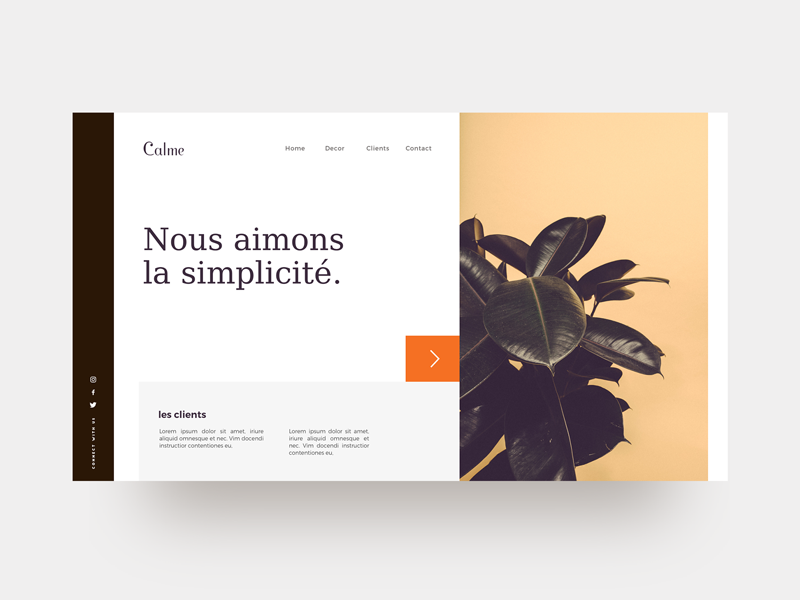 Calme
Home Decor Clients Contact
Nous aimons
la simplicité.
les clients
Lorem ipsum dolor sit amet, iriure
aliquid omnesque et nec. Vim docendi
instructior contentiones eu.
Lorem ipsum dolor sit amet,
iriure aliquid omnesque et
nec. Vim docendi instructior
contentiones eu.
CONNECT WITH US